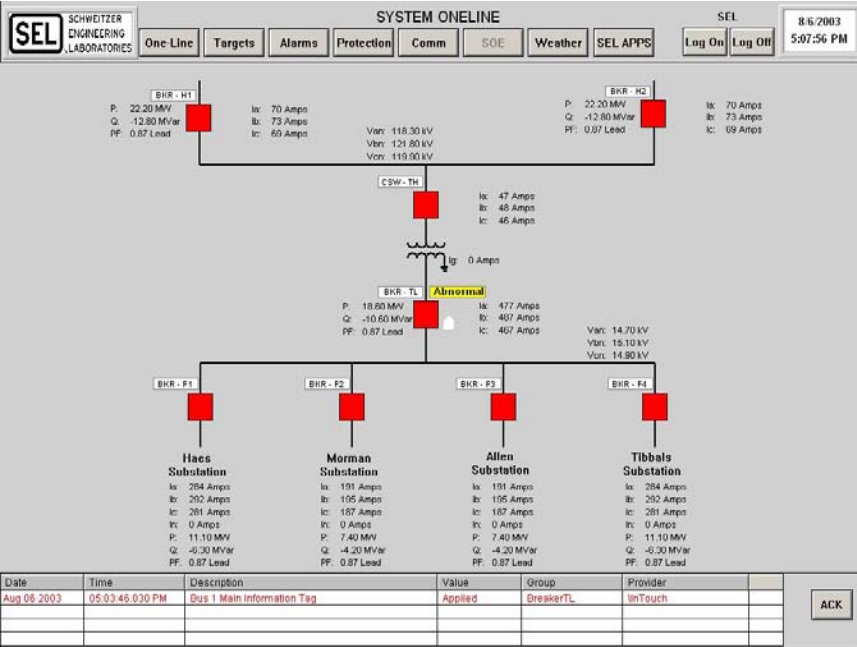 SYSTEM ONELINE
SEL
SCHWEITZER
ENGINEERING
LABORATORIES
SEL
8/6/2003
5:07:56 PM
One-Line Targets Alarms Protection Comm SOE Weather SEL APPS Log On Log Off
BKR - H1
P: 22.20 MW
Q: -12.80 MVar
PF: 0.87 Lead
Ia: 70 Amps
Ib: 73 Amps
Ic: 69 Amps
Van: 118.30 kV
Vbn: 121.80 kV
Vcn: 119.90 kV
BKR - H2
P: 22.20 MW
Q: -12.80 MVar
PF: 0.87 Lead
Ia: 70 Amps
Ib: 73 Amps
Ic: 69 Amps
CSW - TH
Ia: 47 Amps
Ib: 48 Amps
Ic: 46 Amps
Ig: 0 Amps
BKR - TL Abnormal
P: 18.60 MW
Q: -10.60 MVar
PF: 0.87 Lead
Ia: 477 Amps
Ib: 487 Amps
Ic: 467 Amps
Van: 14.70 kV
Vbn: 15.10 kV
Vcn: 14.90 kV
BKR - F1
Haes
Substation
Ia: 284 Amps
Ib: 292 Amps
Ic: 281 Amps
In: 0 Amps
P: 11.10 MW
Q: -6.30 MVar
PF: 0.87 Lead
BKR - F2
Morman
Substation
Ia: 191 Amps
Ib: 195 Amps
Ic: 187 Amps
In: 0 Amps
P: 7.40 MW
Q: -4.20 MVar
PF: 0.87 Lead
BKR - F3
Allen
Substation
Ia: 191 Amps
Ib: 195 Amps
Ic: 187 Amps
In: 0 Amps
P: 7.40 MW
Q: -4.20 MVar
PF: 0.87 Lead
BKR - F4
Tibbals
Substation
Ia: 284 Amps
Ib: 292 Amps
Ic: 281 Amps
In: 0 Amps
P: 11.10 MW
Q: -6.30 MVar
PF: 0.87 Lead
Date Time Description Value Group Provider
Aug 06 2003 05:03:46.030 PM Bus 1 Main Information Tag Applied BreakerTL \InTouch
ACK